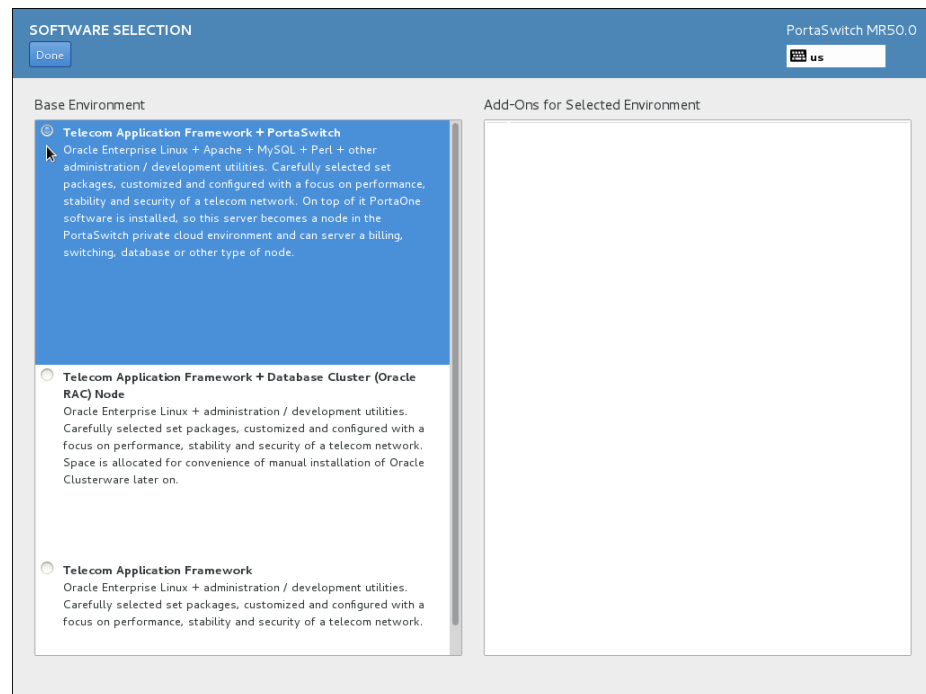 SOFTWARE SELECTION
PortaSwitch MR50.0
Done
us
Base Environment
Add-Ons for Selected Environment
Telecom Application Framework + PortaSwitch
Oracle Enterprise Linux + Apache + MySQL + Perl + other
administration / development utilities. Carefully selected set
packages, customized and configured with a focus on performance,
stability and security of a telecom network. On top of it PortaOne
software is installed, so this server becomes a node in the
PortaSwitch private cloud environment and can server a billing,
switching, database or other type of node.
Telecom Application Framework + Database Cluster (Oracle
RAC) Node
Oracle Enterprise Linux + administration / development utilities.
Carefully selected set packages, customized and configured with a
focus on performance, stability and security of a telecom network.
Space is allocated for convenience of manual installation of Oracle
Clusterware later on.
Telecom Application Framework
Oracle Enterprise Linux + administration / development utilities.
Carefully selected set packages, customized and configured with a
focus on performance, stability and security of a telecom network.